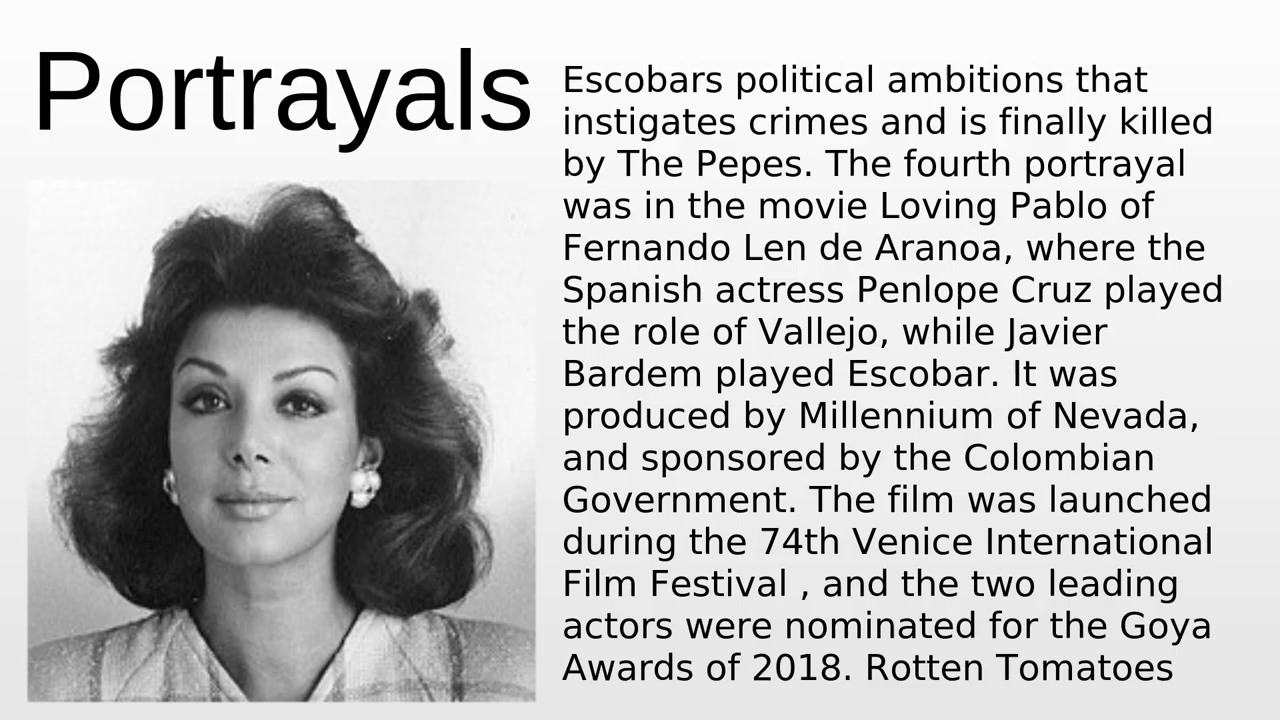 Portrayals
Escobars political ambitions that
instigates crimes and is finally killed
by The Pepes. The fourth portrayal
was in the movie Loving Pablo of
Fernando Len de Aranoa, where the
Spanish actress Penlope Cruz played
the role of Vallejo, while Javier
Bardem played Escobar. It was
produced by Millennium of Nevada,
and sponsored by the Colombian
Government. The film was launched
during the 74th Venice International
Film Festival , and the two leading
actors were nominated for the Goya
Awards of 2018. Rotten Tomatoes